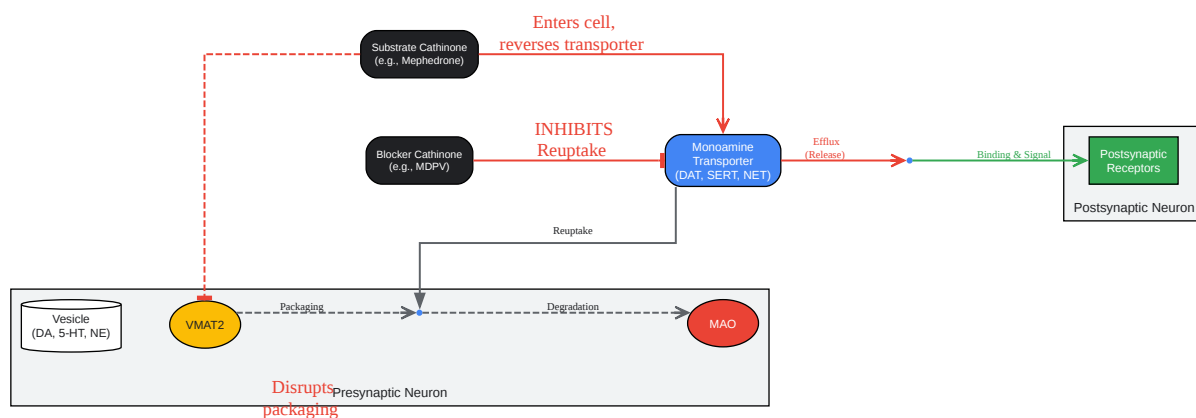 Enters cell,
reverses transporter
Substrate Cathinone
(e.g., Mephedrone)
INHIBITS
Reuptake
Blocker Cathinone
(e.g., MDPV)
Monoamine
Transporter
(DAT, SERT, NET)
Efflux
(Release)
Binding & Signal
Postsynaptic
Receptors
Postsynaptic Neuron
Reuptake
Vesicle
(DA, 5-HT, NE)
VMAT2
Packaging
Degradation
MAO
Disrupts
packaging
Presynaptic Neuron